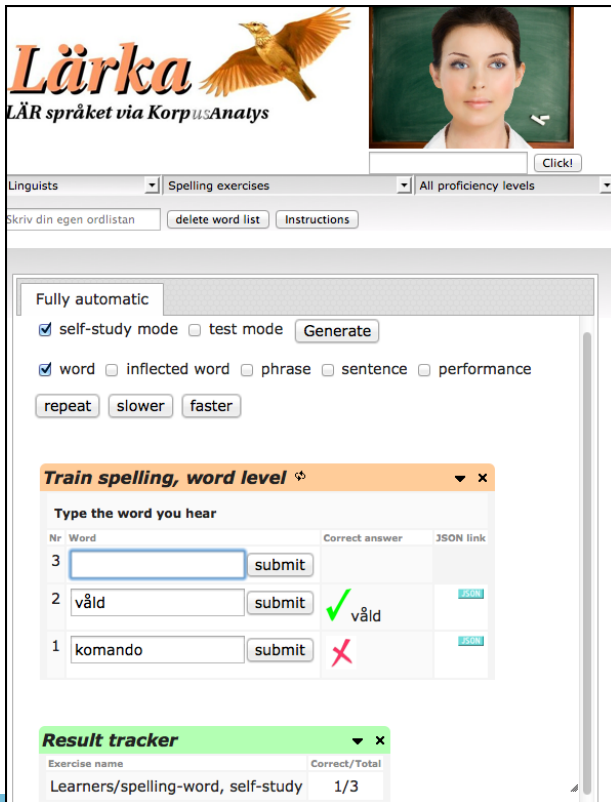 Lärka
LÄR språket via KorpusAnalys
Click!
Linguists Spelling exercises All proficiency levels
Skriv din egen ordlistan delete word list Instructions
Fully automatic
self-study mode test mode Generate
word inflected word phrase sentence performance
repeat slower faster
Train spelling, word level
Type the word you hear
Nr Word Correct answer JSON link
3 submit
2 våld submit våld JSON
1 komando submit JSON
Result tracker
Exercise name Correct/Total
Learners/spelling-word, self-study 1/3